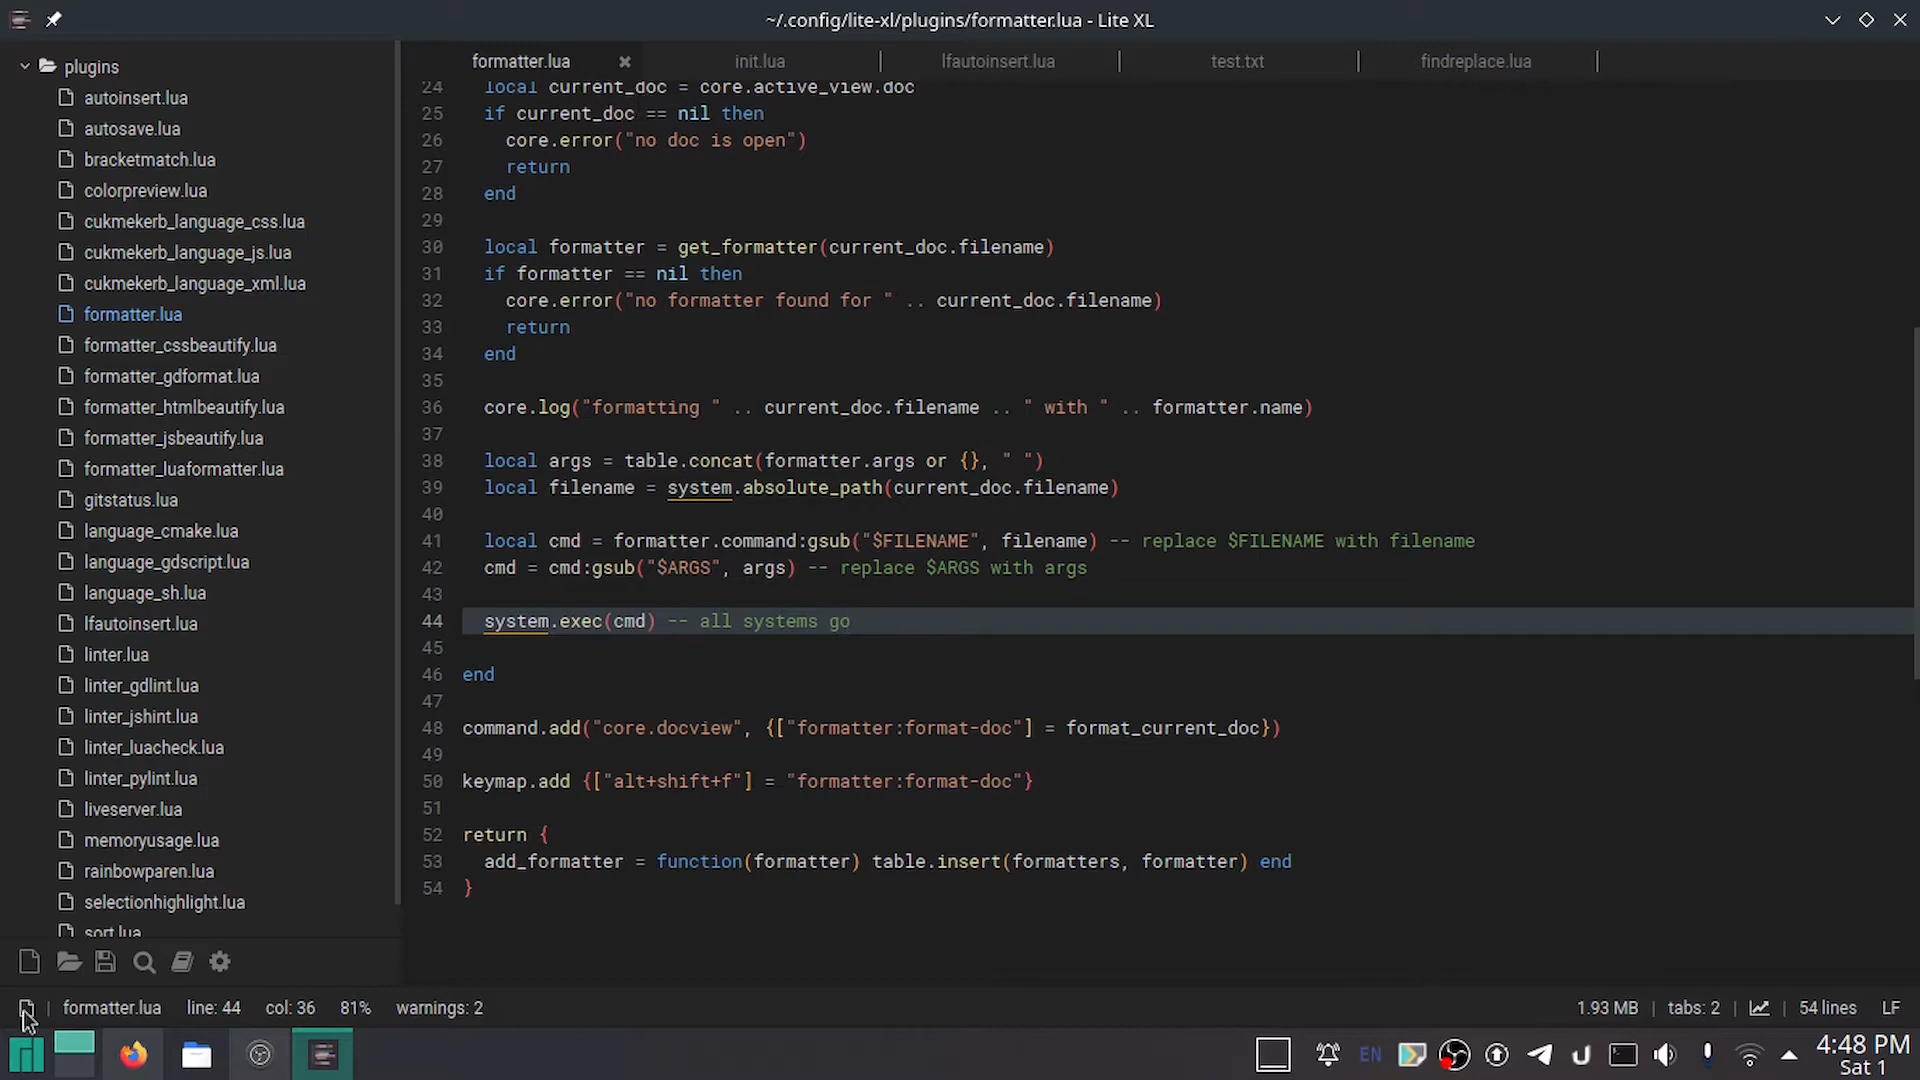 ~/.config/lite-xl/plugins/formatter.lua - Lite XL
plugins
autoinsert.lua
autosave.lua
bracketmatch.lua
colorpreview.lua
cukmekerb_language_css.lua
cukmekerb_language_js.lua
cukmekerb_language_xml.lua
formatter.lua
formatter_cssbeautify.lua
formatter_gdformat.lua
formatter_htmlbeautify.lua
formatter_jsbeautify.lua
formatter_luaformatter.lua
gitstatus.lua
language_cmake.lua
language_gdscript.lua
language_sh.lua
lfautoinsert.lua
linter.lua
linter_gdlint.lua
linter_jshint.lua
linter_luacheck.lua
linter_pylint.lua
liveserver.lua
memoryusage.lua
rainbowparen.lua
selectionhighlight.lua
sort.lua
formatter.lua init.lua lfautoinsert.lua test.txt findreplace.lua
24 local current_doc = core.active_view.doc
25 if current_doc == nil then
26 core.error("no doc is open")
27 return
28 end
29
30 local formatter = get_formatter(current_doc.filename)
31 if formatter == nil then
32 core.error("no formatter found for " .. current_doc.filename)
33 return
34 end
35
36 core.log("formatting " .. current_doc.filename .. " with " .. formatter.name)
37
38 local args = table.concat(formatter.args or {}, " ")
39 local filename = system.absolute_path(current_doc.filename)
40
41 local cmd = formatter.command:gsub("$FILENAME", filename) -- replace $FILENAME with filename
42 cmd = cmd:gsub("$ARGS", args) -- replace $ARGS with args
43
44 system.exec(cmd) -- all systems go
45
46 end
47
48 command.add("core.docview", {["formatter:format-doc"] = format_current_doc})
49
50 keymap.add {["alt+shift+f"] = "formatter:format-doc"}
51
52 return {
53 add_formatter = function(formatter) table.insert(formatters, formatter) end
54 }
formatter.lua line: 44 col: 36 81% warnings: 2 1.93 MB tabs: 2 54 lines LF
EN
4:48 PM
Sat 1